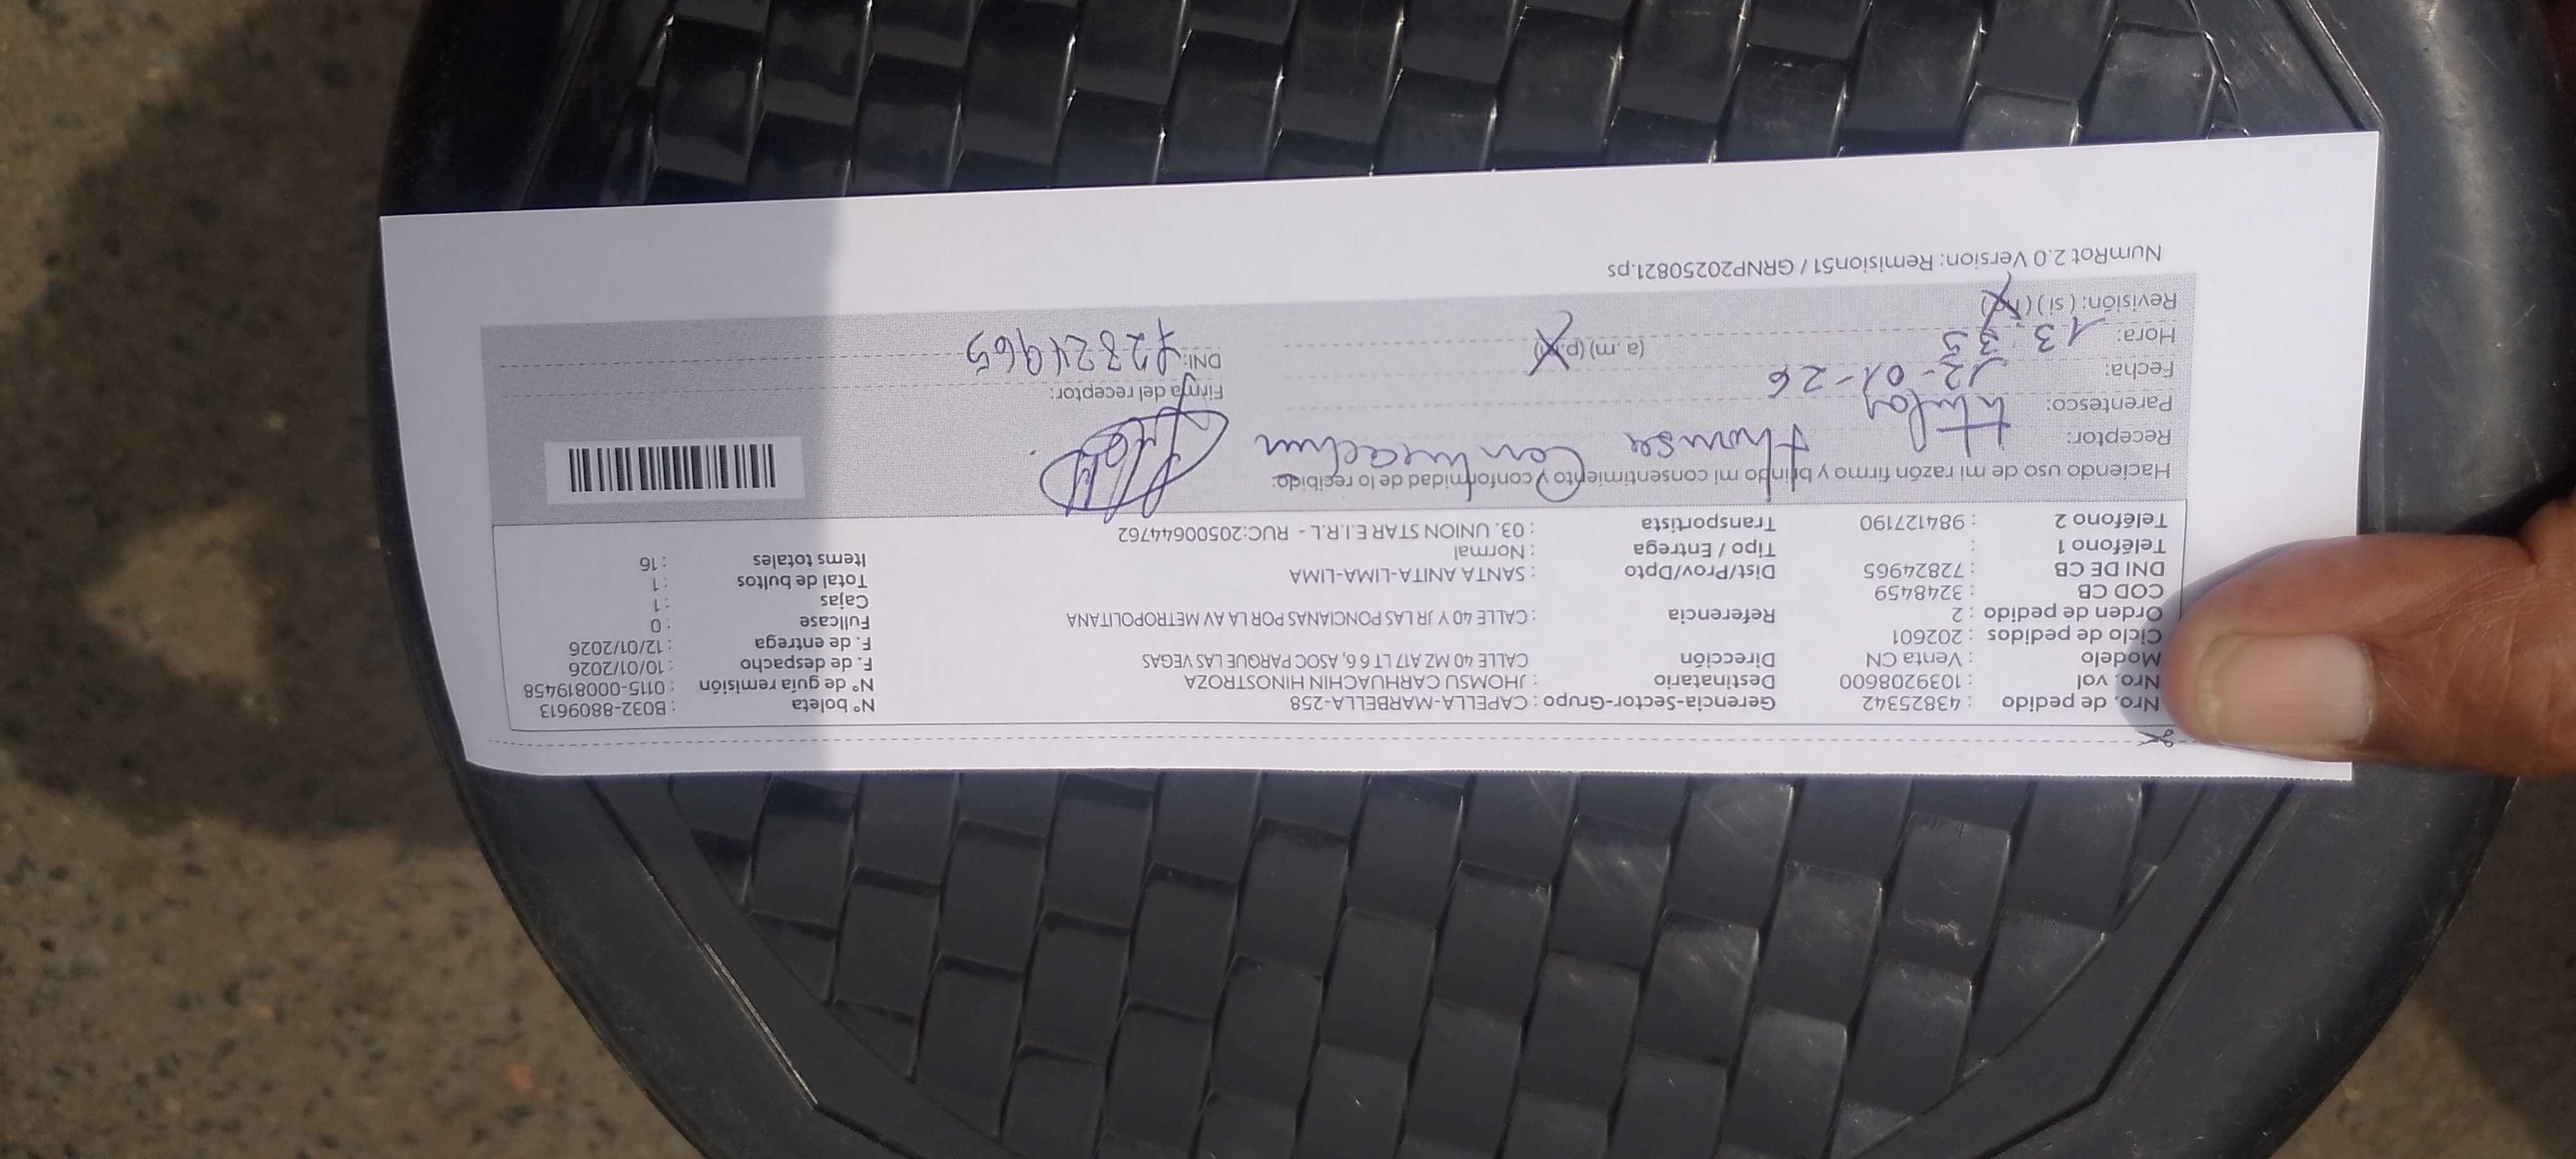 Nro. de pedido : 43825342 Gerencia-Sector-Grupo : CAPELLA-MARBELLA-258 N° boleta : B032-8809613
Nro. vol : 1039208600 Destinatario : JHOMSU CARHUACHIN HINOSTROZA N° de guía remisión : 0115-000819458
Modelo : Venta CN Dirección CALLE 40 MZ A17 LT 6 6, ASOC PARQUE LAS VEGAS F. de despacho : 10/01/2026
Ciclo de pedidos : 202601 F. de entrega : 12/01/2026
Orden de pedido : 2 Referencia : CALLE 40 Y JR LAS PONCIANAS POR LA AV METROPOLITANA Fullcase : 0
COD CB : 3248459 Cajas : 1
DNI DE CB : 72824965 Dist/Prov/Dpto : SANTA ANITA-LIMA-LIMA Total de bultos : 1
Teléfono 1 : Tipo / Entrega : Normal Items totales : 16
Teléfono 2 : 984127190 Transportista : 03. UNION STAR E.I.R.L - RUC:20500644762
Haciendo uso de mi razón firmo y brindo mi consentimiento y conformidad de lo recibido:
Receptor:
Parentesco: Firma del receptor:
Fecha: 12-01-26 DNI: 72824965
Hora: 13:35 (a. m) (p.m)
Revisión: ( si ) ( no )
NumRot 2.0 Version: Remision51 / GRNP20250821.ps